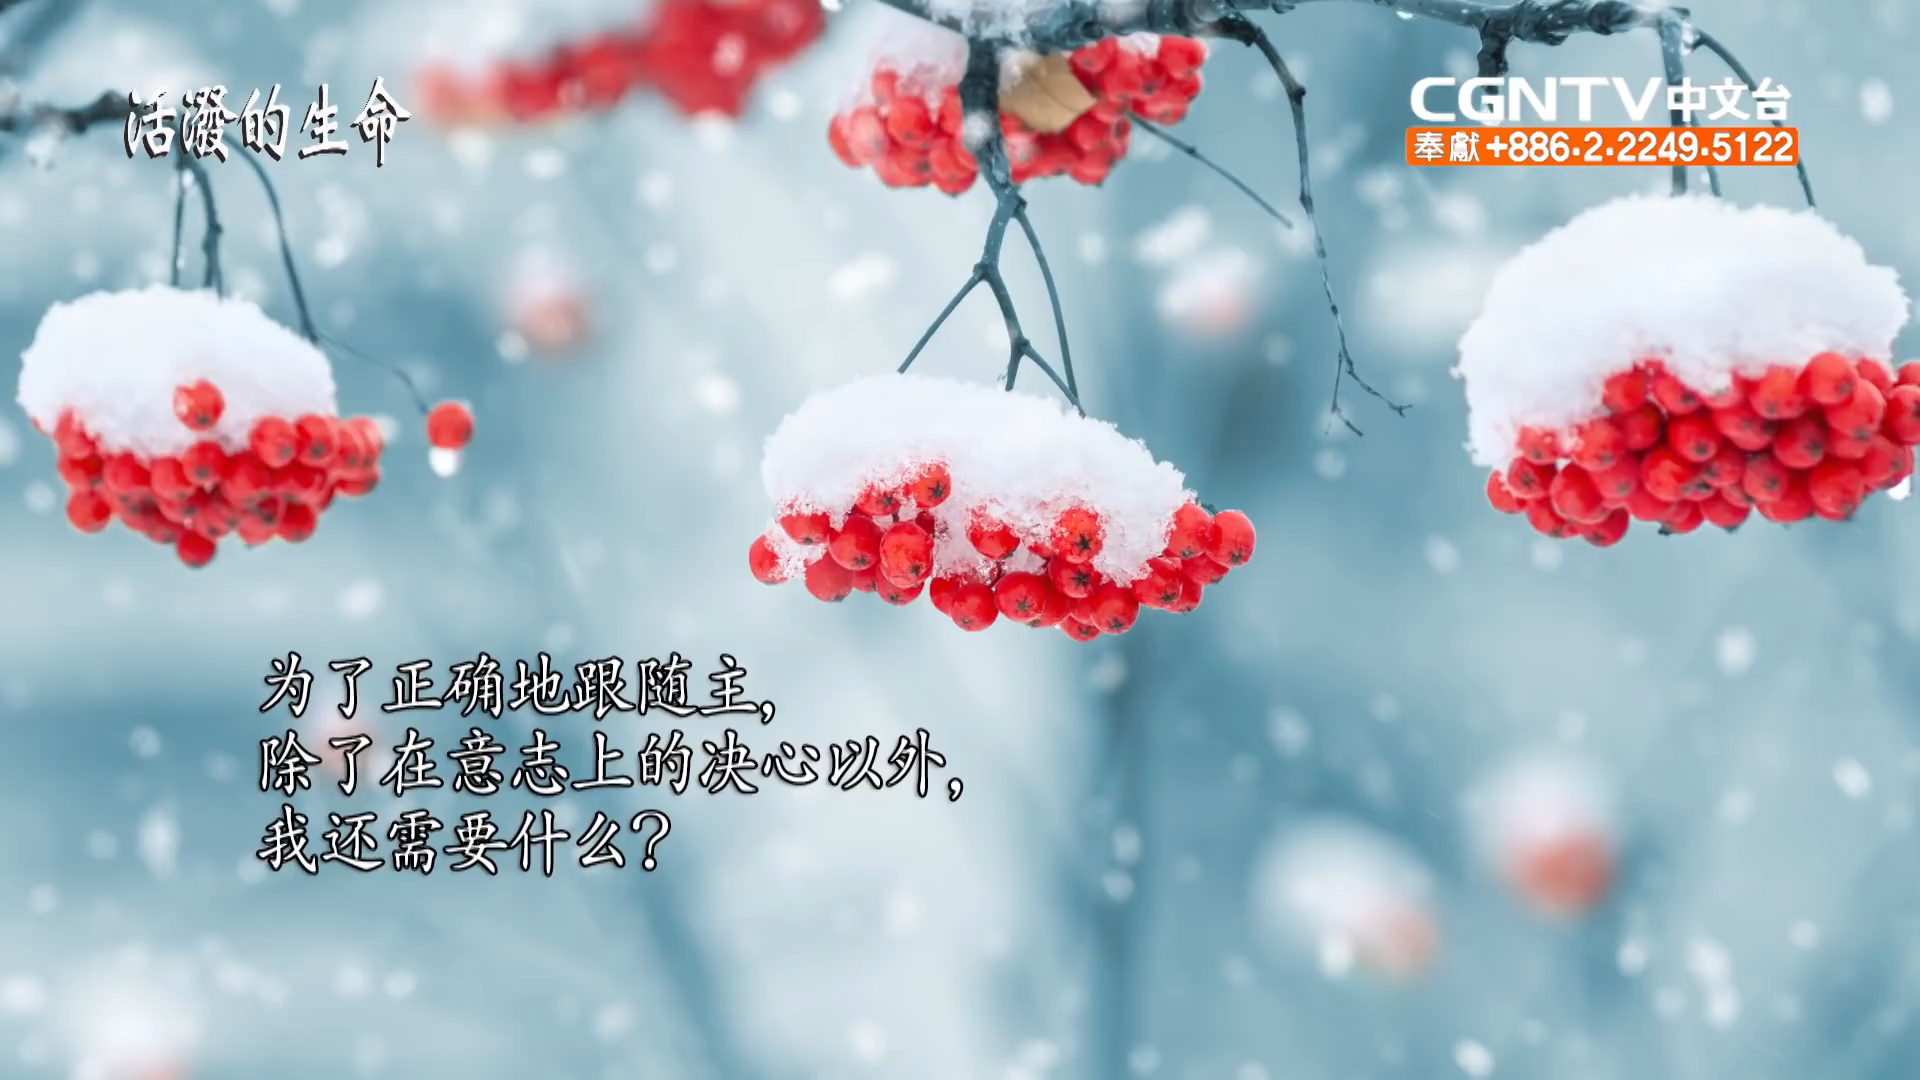 活潑的生命
CGNTV中文台
奉獻+886·2·2249·5122
为了正确地跟随主,
除了在意志上的决心以外,
我还需要什么?